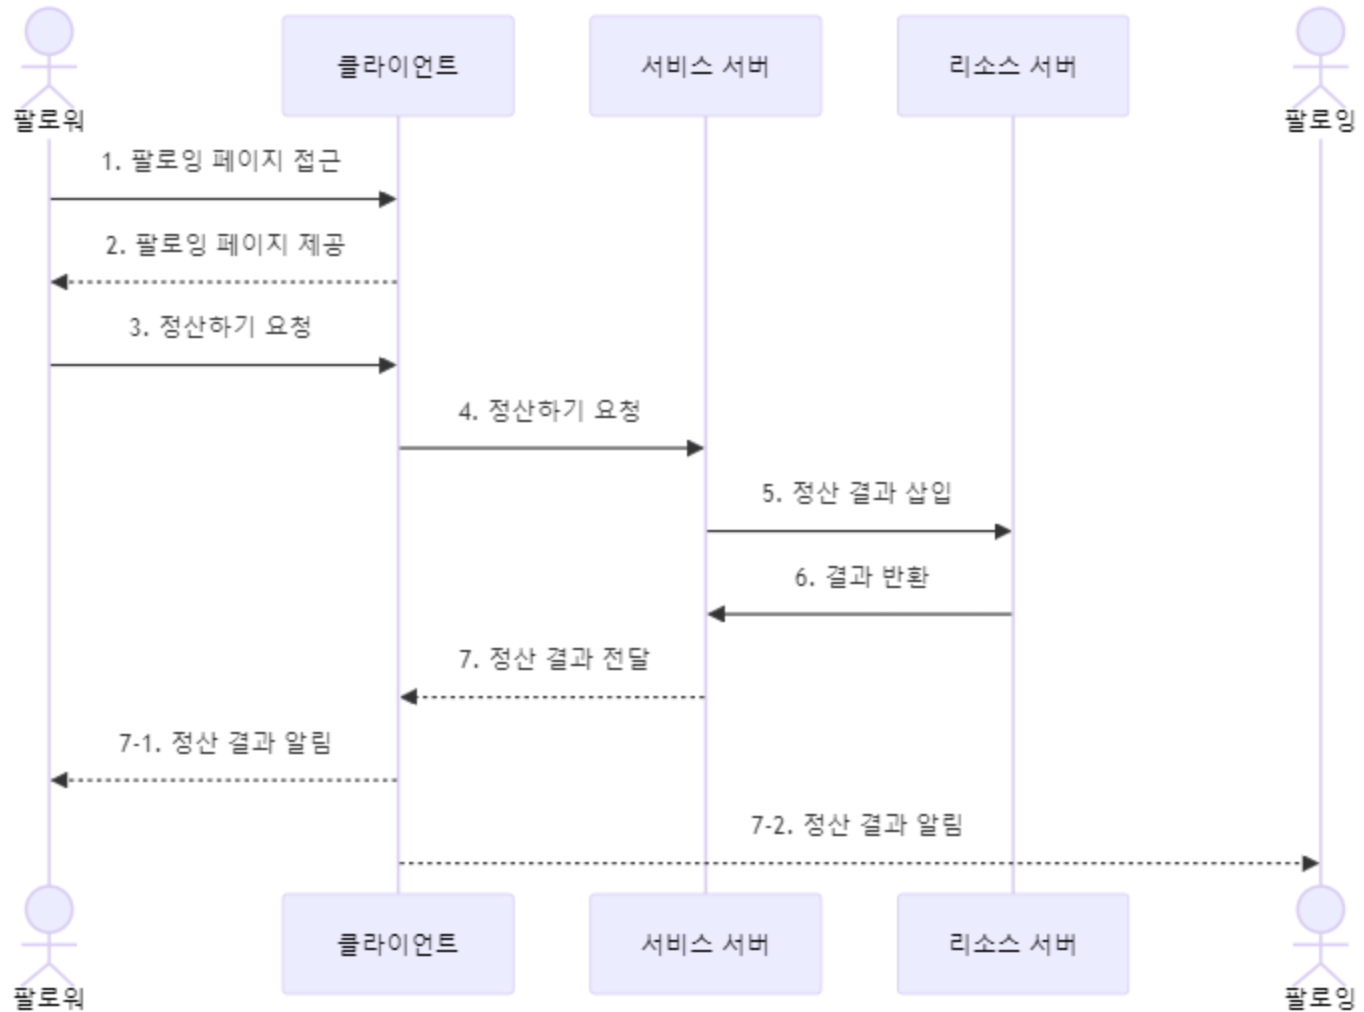 클라이언트
서비스 서버
리소스 서버
팔로워
팔로잉
1. 팔로잉 페이지 접근
2. 팔로잉 페이지 제공
3. 정산하기 요청
4. 정산하기 요청
5. 정산 결과 삽입
6. 결과 반환
7. 정산 결과 전달
7-1. 정산 결과 알림
7-2. 정산 결과 알림
클라이언트
서비스 서버
리소스 서버
팔로워
팔로잉